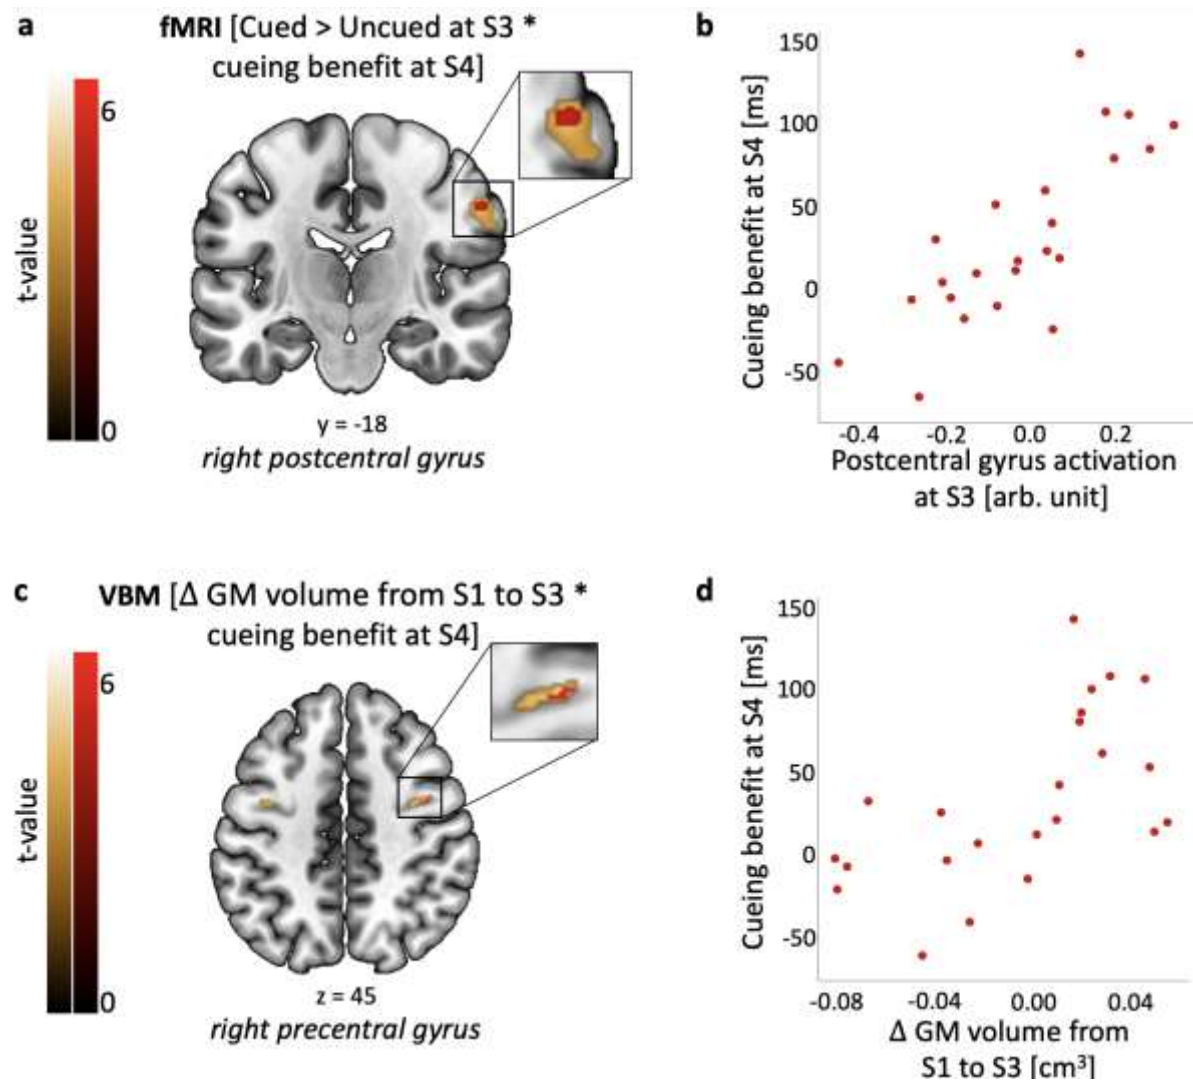 a
fMRI [Cued > Uncued at S3 *
cueing benefit at S4]
6
t-value
0
y = -18
right postcentral gyrus
b
150
100
50
0
-50
Cueing benefit at S4 [ms]
-0.4 -0.2 0.0 0.2
Postcentral gyrus activation
at S3 [arb. unit]
c
VBM [Δ GM volume from S1 to S3 *
cueing benefit at S4]
6
t-value
0
z = 45
right precentral gyrus
d
150
100
50
0
-50
Cueing benefit at S4 [ms]
-0.08 -0.04 0.00 0.04
Δ GM volume from
S1 to S3 [cm³]